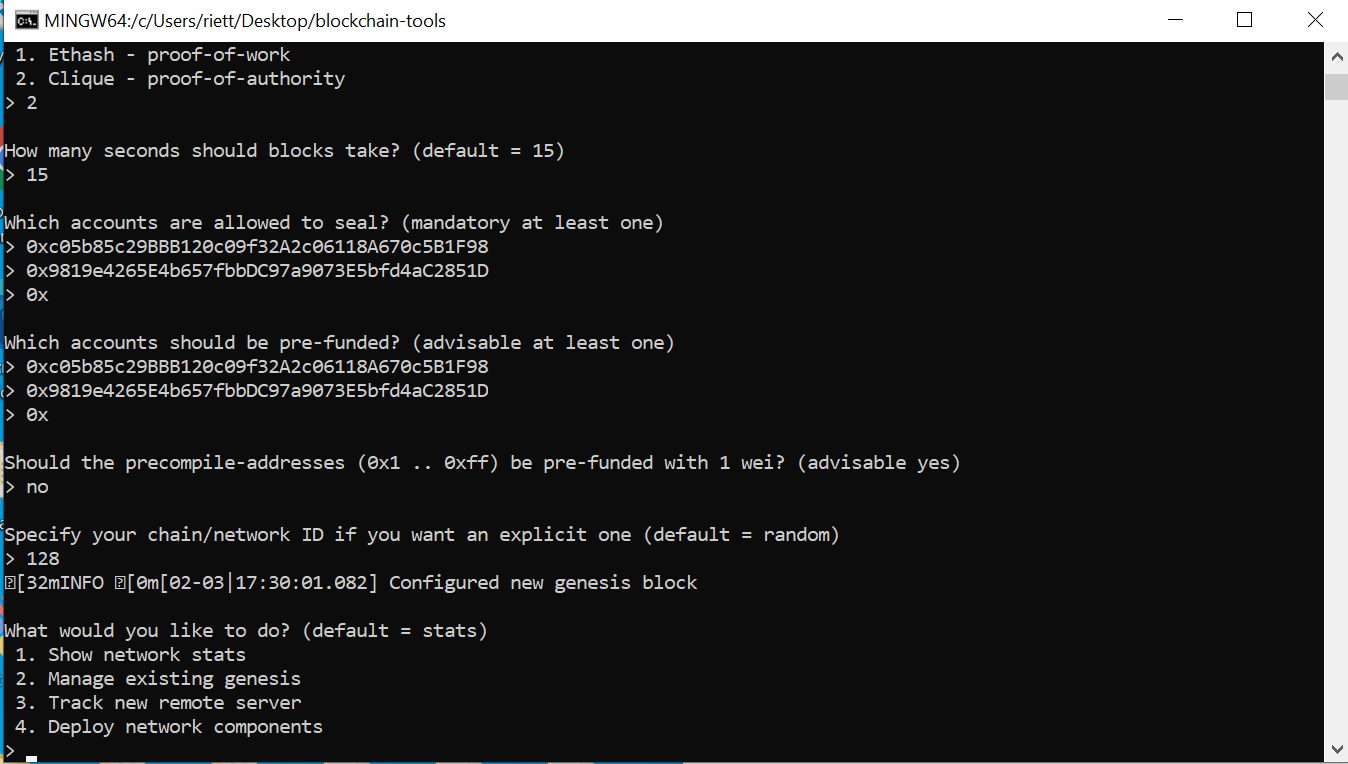 MINGW64:/c/Users/riett/Desktop/blockchain-tools
1. Ethash - proof-of-work
2. Clique - proof-of-authority
> 2
How many seconds should blocks take? (default = 15)
> 15
Which accounts are allowed to seal? (mandatory at least one)
> 0xc05b85c29BBB120c09f32A2c06118A670c5B1F98
> 0x9819e4265E4b657fbbDC97a9073E5bfd4aC2851D
> 0x
Which accounts should be pre-funded? (advisable at least one)
> 0xc05b85c29BBB120c09f32A2c06118A670c5B1F98
> 0x9819e4265E4b657fbbDC97a9073E5bfd4aC2851D
> 0x
Should the precompile-addresses (0x1 .. 0xff) be pre-funded with 1 wei? (advisable yes)
> no
Specify your chain/network ID if you want an explicit one (default = random)
> 128
[32mINFO [0m[02-03|17:30:01.082] Configured new genesis block
What would you like to do? (default = stats)
1. Show network stats
2. Manage existing genesis
3. Track new remote server
4. Deploy network components
>